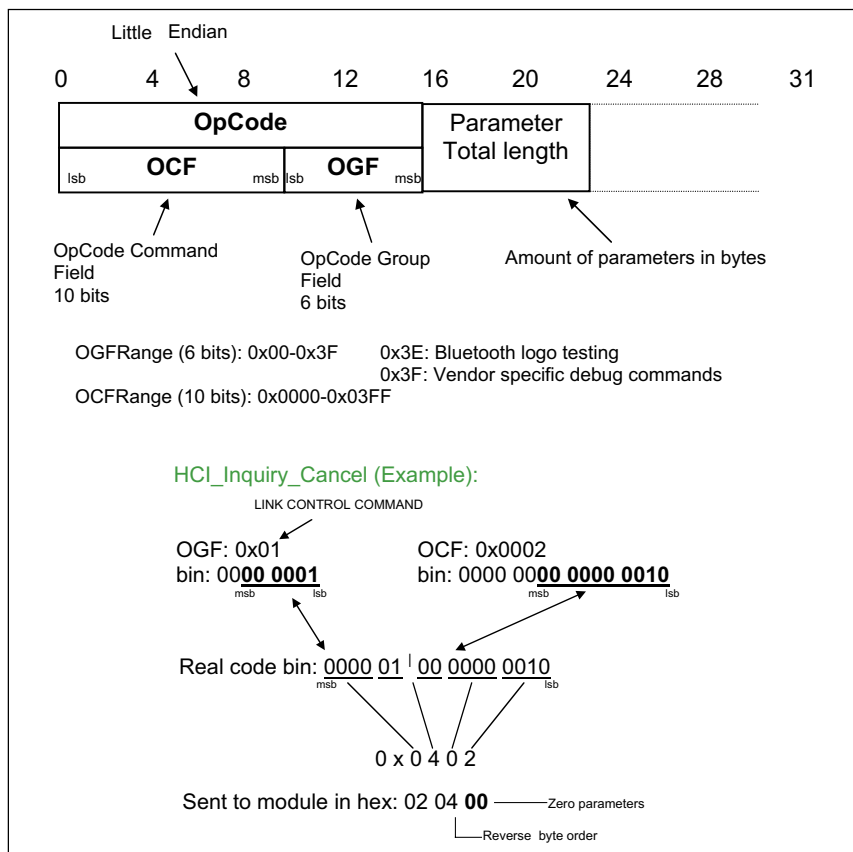 Little Endian
0 4 8 12 16 20 24 28 31
OpCode
Parameter
Total length
lsb OCF msb lsb OGF msb
OpCode Command
Field
10 bits
OpCode Group
Field
6 bits
Amount of parameters in bytes
OGFRange (6 bits): 0x00-0x3F 0x3E: Bluetooth logo testing
0x3F: Vendor specific debug commands
OCFRange (10 bits): 0x0000-0x03FF
HCI_Inquiry_Cancel (Example):
LINK CONTROL COMMAND
OGF: 0x01 OCF: 0x0002
bin: 0000 0001 bin: 0000 0000 0000 0010
msb lsb msb lsb
Real code bin: 0000 01 | 00 0000 0010
msb lsb
0 x 0 4 0 2
Sent to module in hex: 02 04 00 Zero parameters
Reverse byte order